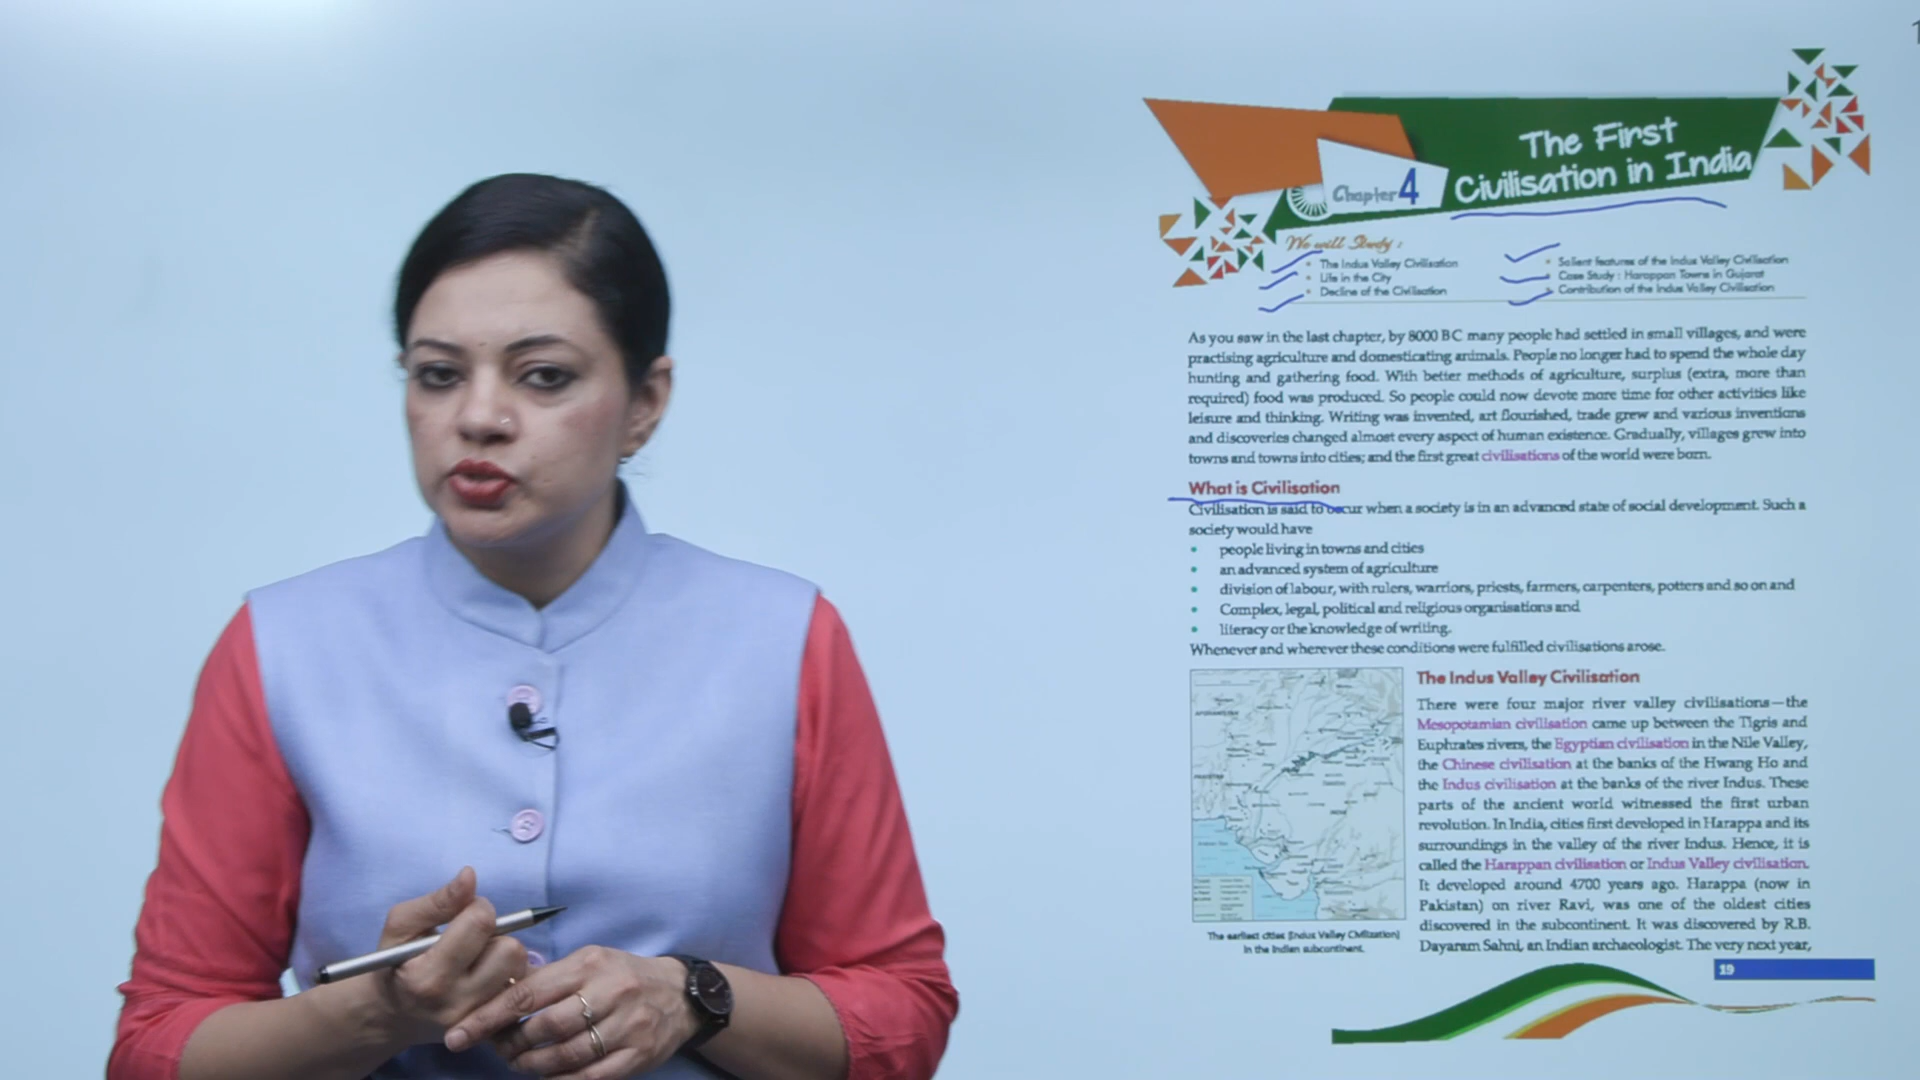 The First
Civilisation in India
Chapter 4
We will Study :
• The Indus Valley Civilisation
• Life in the City
• Decline of the Civilisation
• Salient features of the Indus Valley Civilisation
• Case Study : Harappan Towns in Gujarat
• Contribution of the Indus Valley Civilisation
As you saw in the last chapter, by 8000 BC many people had settled in small villages, and were
practising agriculture and domesticating animals. People no longer had to spend the whole day
hunting and gathering food. With better methods of agriculture, surplus (extra, more than
required) food was produced. So people could now devote more time for other activities like
leisure and thinking. Writing was invented, art flourished, trade grew and various inventions
and discoveries changed almost every aspect of human existence. Gradually, villages grew into
towns and towns into cities; and the first great civilisations of the world were born.
What is Civilisation
Civilisation is said to occur when a society is in an advanced state of social development. Such a
society would have
• people living in towns and cities
• an advanced system of agriculture
• division of labour, with rulers, warriors, priests, farmers, carpenters, potters and so on and
• Complex, legal, political and religious organisations and
• literacy or the knowledge of writing.
Whenever and wherever these conditions were fulfilled civilisations arose.
The Indus Valley Civilisation
There were four major river valley civilisations—the
Mesopotamian civilisation came up between the Tigris and
Euphrates rivers, the Egyptian civilisation in the Nile Valley,
the Chinese civilisation at the banks of the Hwang Ho and
the Indus civilisation at the banks of the river Indus. These
parts of the ancient world witnessed the first urban
revolution. In India, cities first developed in Harappa and its
surroundings in the valley of the river Indus. Hence, it is
called the Harappan civilisation or Indus Valley civilisation.
It developed around 4700 years ago. Harappa (now in
Pakistan) on river Ravi, was one of the oldest cities
discovered in the subcontinent. It was discovered by R.B.
Dayaram Sahni, an Indian archaeologist. The very next year,
The earliest cities (Indus Valley Civilization)
in the Indian subcontinent.
19